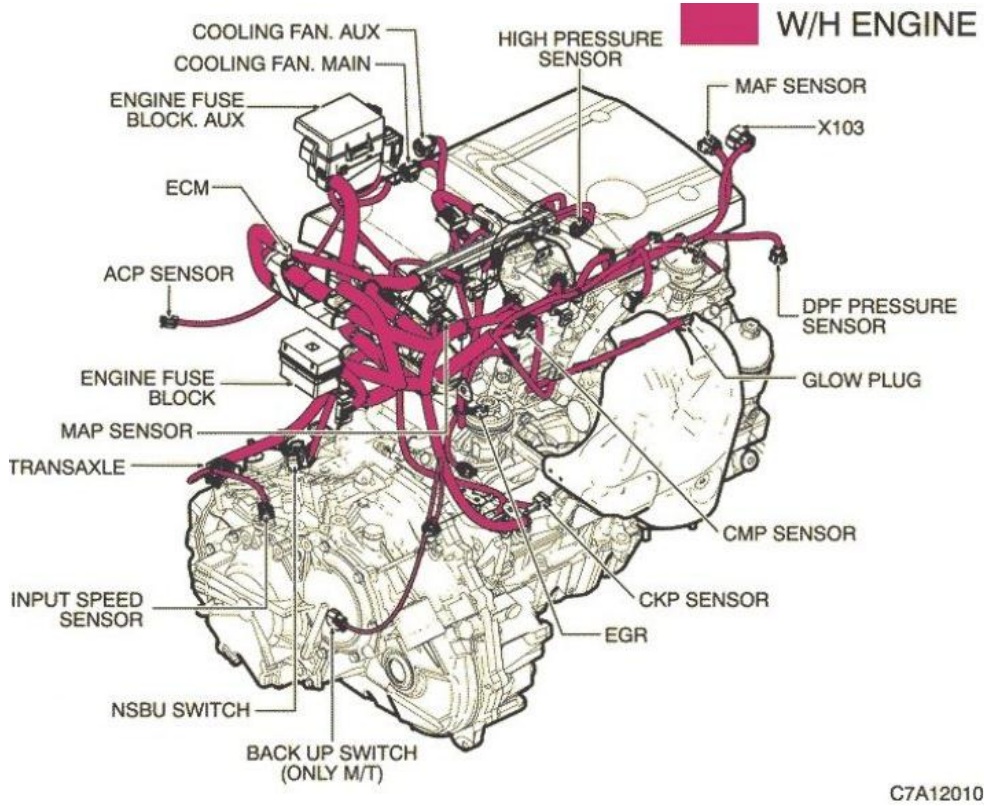 W/H ENGINE
COOLING FAN. AUX
COOLING FAN. MAIN
HIGH PRESSURE
SENSOR
MAF SENSOR
X103
ENGINE FUSE
BLOCK. AUX
ECM
ACP SENSOR
DPF PRESSURE
SENSOR
GLOW PLUG
ENGINE FUSE
BLOCK
MAP SENSOR
TRANSAXLE
CMP SENSOR
CKP SENSOR
EGR
INPUT SPEED
SENSOR
NSBU SWITCH
BACK UP SWITCH
(ONLY M/T)
C7A12010